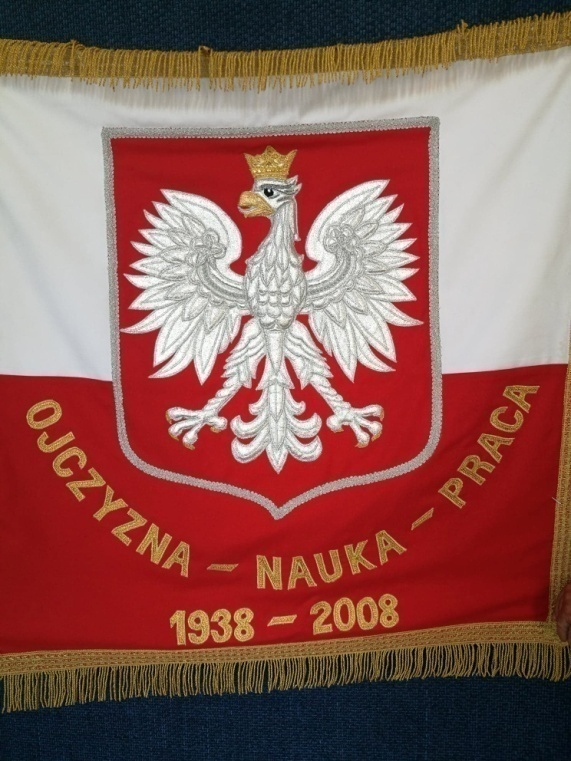 OJCZYZNA – NAUKA – PRACA
1938 – 2008